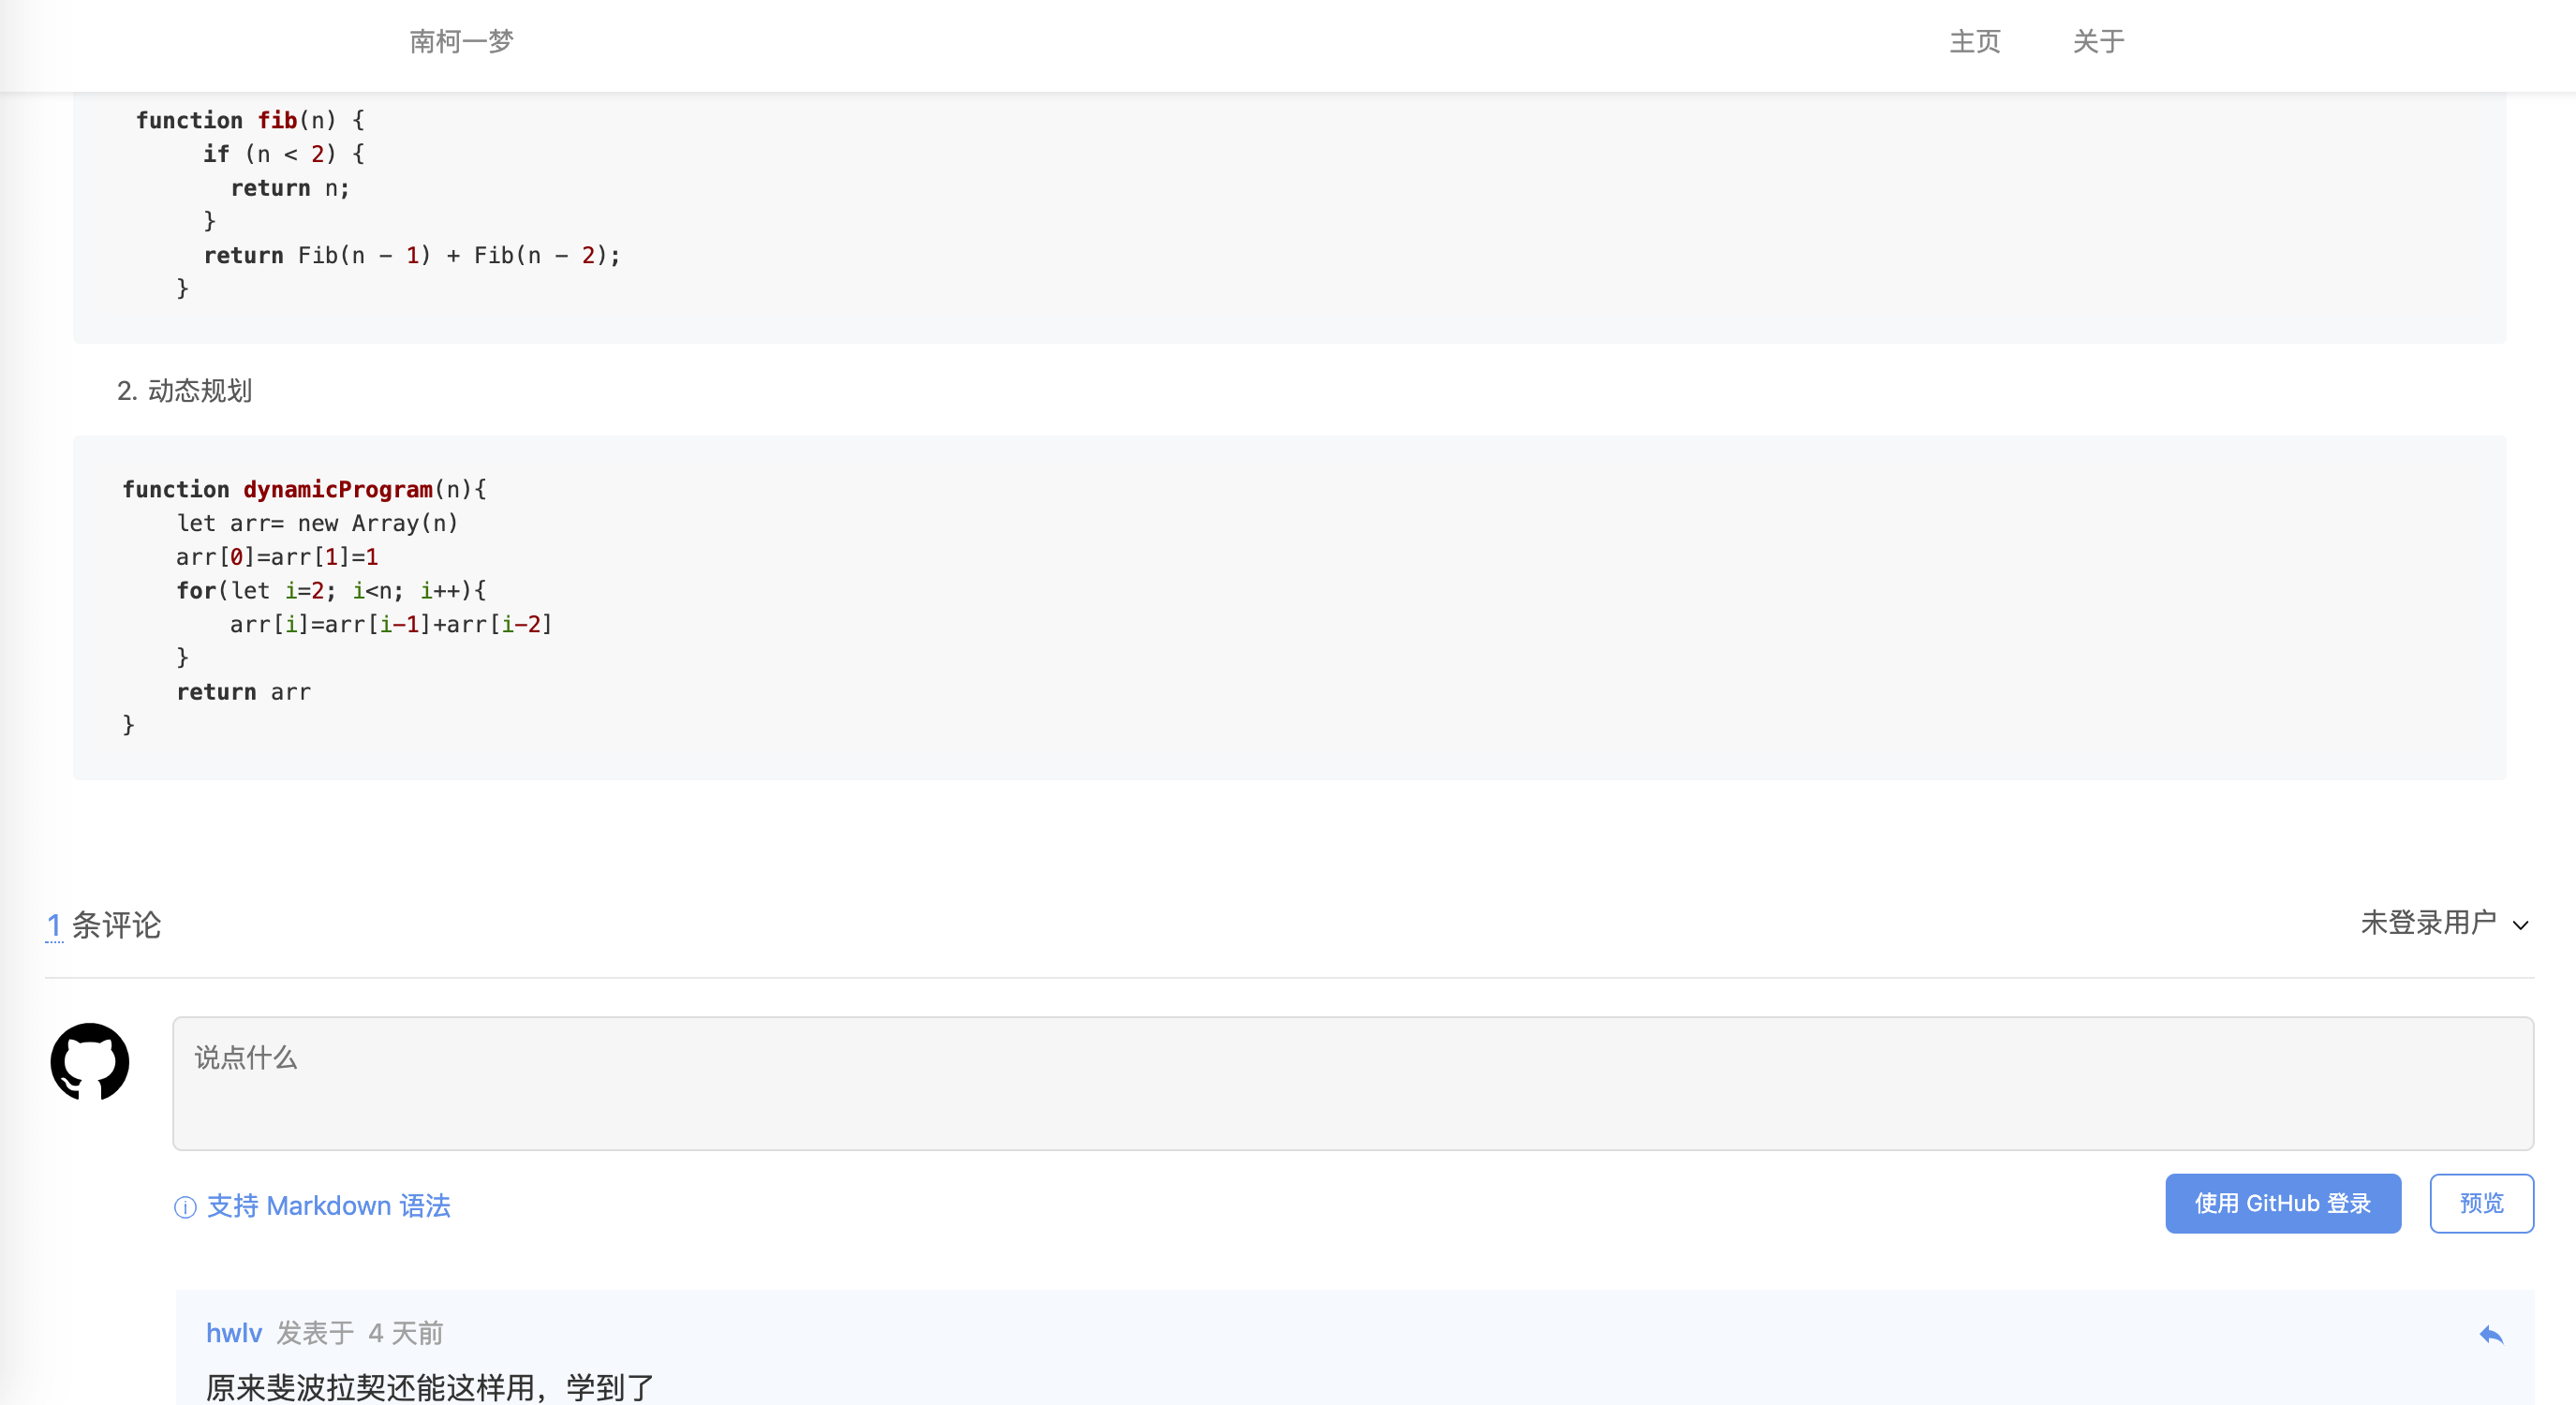 南柯一梦 主页 关于
function fib(n) {
if (n < 2) {
return n;
}
return Fib(n - 1) + Fib(n - 2);
}
2. 动态规划
function dynamicProgram(n){
let arr= new Array(n)
arr[0]=arr[1]=1
for(let i=2; i<n; i++){
arr[i]=arr[i-1]+arr[i-2]
}
return arr
}
1 条评论 未登录用户
说点什么
支持 Markdown 语法 使用 GitHub 登录 预览
hwlv 发表于 4 天前
原来斐波拉契还能这样用，学到了